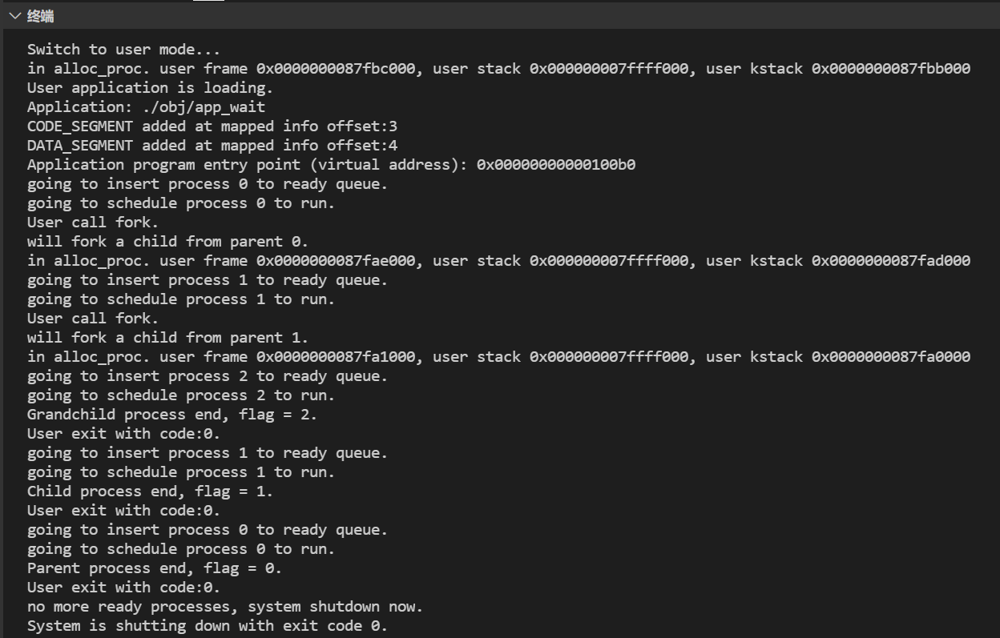 终端
Switch to user mode...
in alloc_proc. user frame 0x0000000087fbc000, user stack 0x000000007ffff000, user kstack 0x0000000087fbb000
User application is loading.
Application: ./obj/app_wait
CODE_SEGMENT added at mapped info offset:3
DATA_SEGMENT added at mapped info offset:4
Application program entry point (virtual address): 0x00000000000100b0
going to insert process 0 to ready queue.
going to schedule process 0 to run.
User call fork.
will fork a child from parent 0.
in alloc_proc. user frame 0x0000000087fae000, user stack 0x000000007ffff000, user kstack 0x0000000087fad000
going to insert process 1 to ready queue.
going to schedule process 1 to run.
User call fork.
will fork a child from parent 1.
in alloc_proc. user frame 0x0000000087fa1000, user stack 0x000000007ffff000, user kstack 0x0000000087fa0000
going to insert process 2 to ready queue.
going to schedule process 2 to run.
Grandchild process end, flag = 2.
User exit with code:0.
going to insert process 1 to ready queue.
going to schedule process 1 to run.
Child process end, flag = 1.
User exit with code:0.
going to insert process 0 to ready queue.
going to schedule process 0 to run.
Parent process end, flag = 0.
User exit with code:0.
no more ready processes, system shutdown now.
System is shutting down with exit code 0.